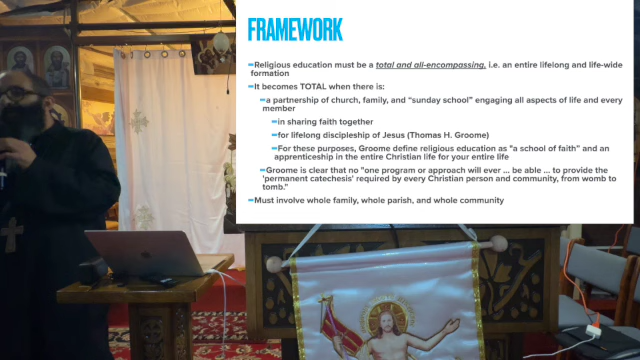 FRAMEWORK
Religious education must be a total and all-encompassing, i.e. an entire lifelong and life-wide
formation
It becomes TOTAL when there is:
a partnership of church, family, and “sunday school” engaging all aspects of life and every
member
in sharing faith together
for lifelong discipleship of Jesus (Thomas H. Groome)
For these purposes, Groome define religious education as "a school of faith" and an
apprenticeship in the entire Christian life for your entire life
Groome is clear that no "one program or approach will ever ... be able ... to provide the
'permanent catechesis' required by every Christian person and community, from womb to
tomb."
Must involve whole family, whole parish, and whole community